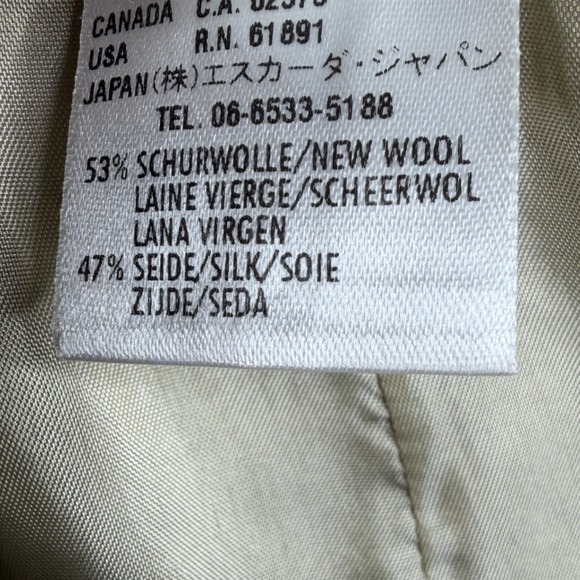 CANADA C.A.
USA R.N. 61891
JAPAN(株)エスカーダ・ジャパン
TEL. 06-6533-5188
53% SCHURWOLLE/NEW WOOL
LAINE VIERGE/SCHEERWOL
LANA VIRGEN
47% SEIDE/SILK/SOIE
ZIJDE/SEDA